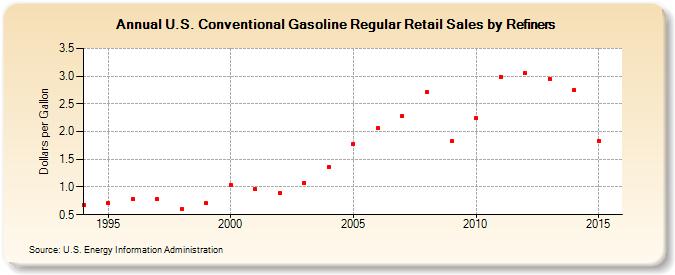 Annual U.S. Conventional Gasoline Regular Retail Sales by Refiners
Dollars per Gallon
3.5
3.0
2.5
2.0
1.5
1.0
0.5
1995 2000 2005 2010 2015
Source: U.S. Energy Information Administration